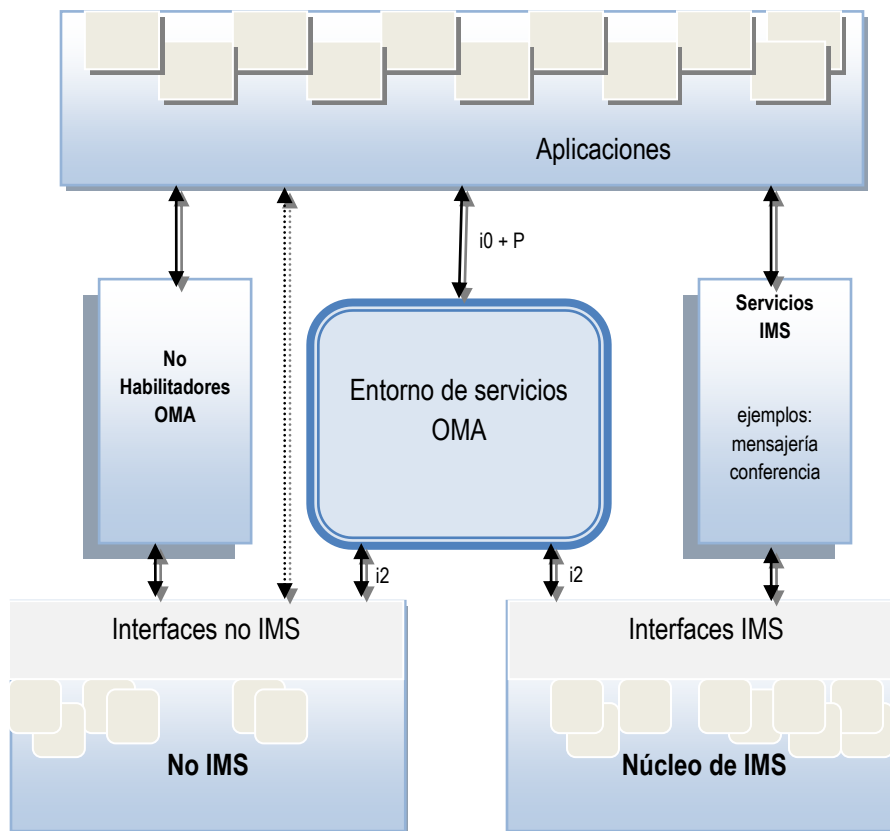 Aplicaciones
i0 + P
No
Habilitadores
OMA
Entorno de servicios
OMA
Servicios
IMS
ejemplos:
mensajería
conferencia
i2
i2
Interfaces no IMS
Interfaces IMS
No IMS
Núcleo de IMS